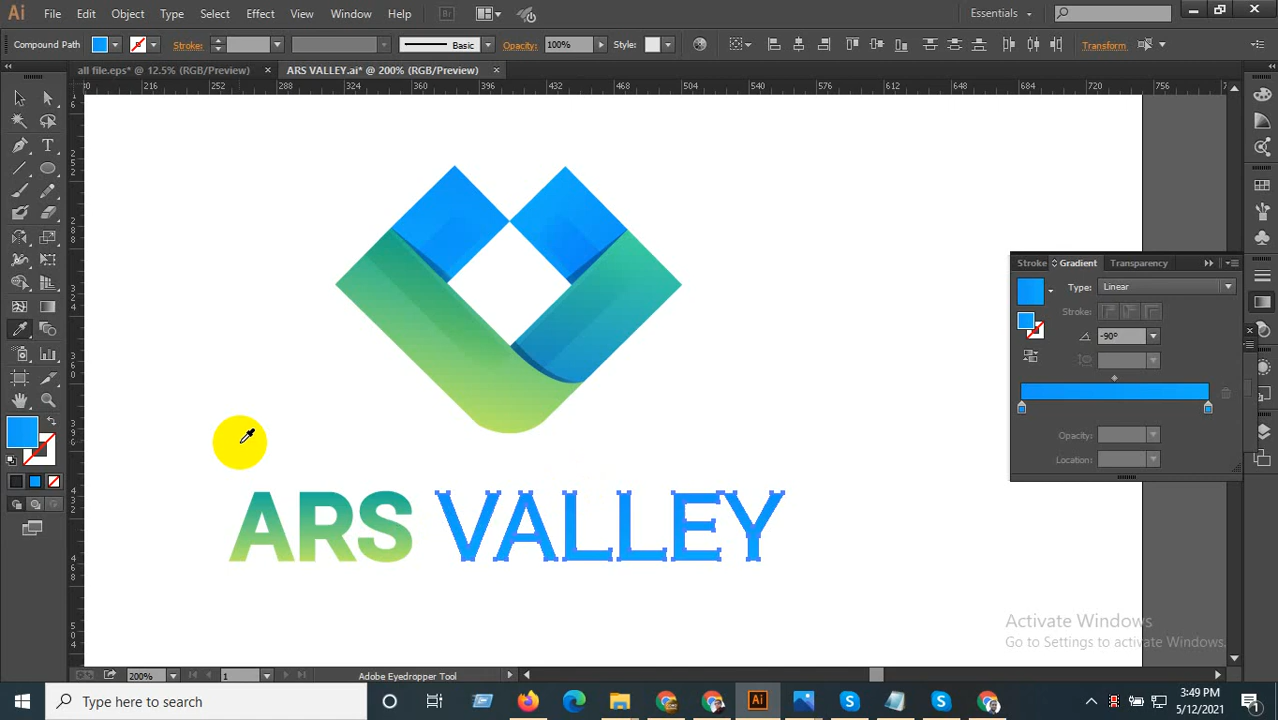 Ai File Edit Object Type Select Effect View Window Help Br Essentials
Compound Path Stroke: Basic Opacity: 100% Style: Transform
all file.eps* @ 12.5% (RGB/Preview) ARS VALLEY.ai* @ 200% (RGB/Preview)
216 252 288 324 360 396 432 468 504 540 576 612 648 684 720 756
Stroke Gradient Transparency
Type: Linear
Stroke:
-90°
Opacity:
Location:
ARS VALLEY
Activate Windows
Go to Settings to activate Windows.
200% 1 Adobe Eyedropper Tool
Type here to search
Ai
3:49 PM
5/12/2021